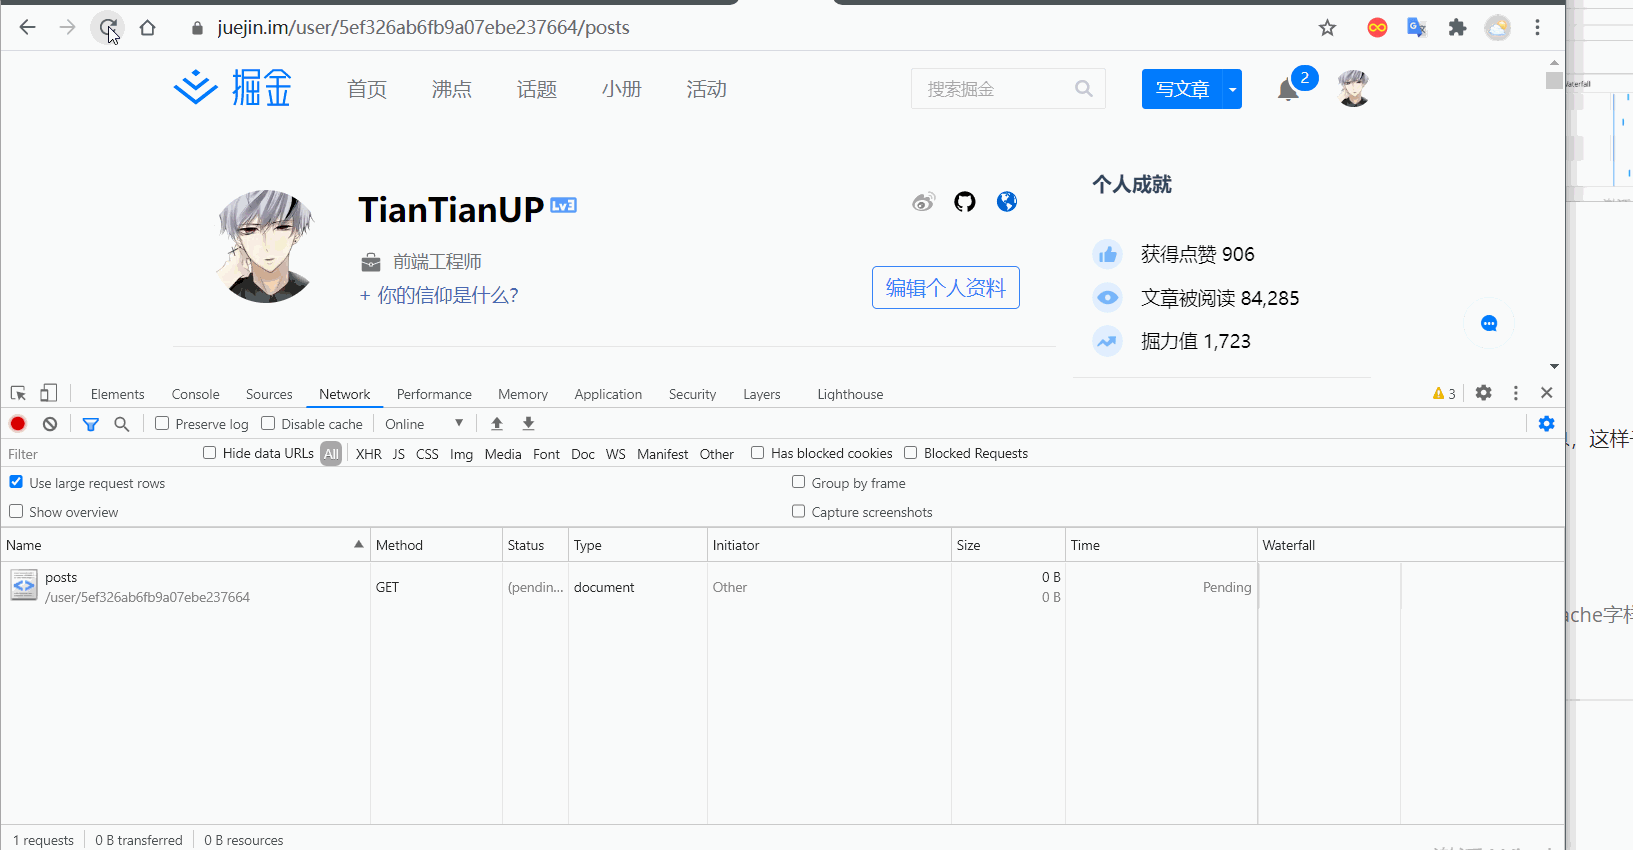 juejin.im/user/5ef326ab6fb9a07ebe237664/posts
掘金 首页 沸点 话题 小册 活动 搜索掘金 写文章 2
TianTianUP Lv3
前端工程师
+ 你的信仰是什么?
编辑个人资料
个人成就
获得点赞 906
文章被阅读 84,285
掘力值 1,723
Elements Console Sources Network Performance Memory Application Security Layers Lighthouse 3
Preserve log Disable cache Online
Filter Hide data URLs All XHR JS CSS Img Media Font Doc WS Manifest Other Has blocked cookies Blocked Requests
Use large request rows Group by frame
Show overview Capture screenshots
Name Method Status Type Initiator Size Time Waterfall
posts
/user/5ef326ab6fb9a07ebe237664
GET (pendin... document Other 0 B Pending
0 B
1 requests 0 B transferred 0 B resources
Waterfall
，这样
ache字样